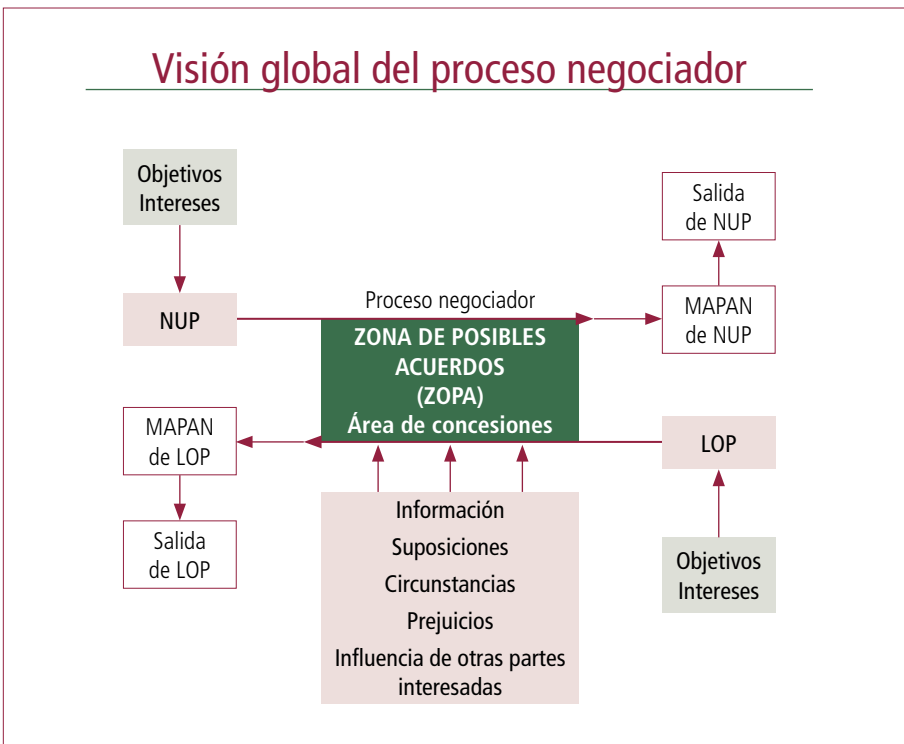 Visión global del proceso negociador
Objetivos
Intereses
Salida
de NUP
NUP
Proceso negociador
MAPAN
de NUP
ZONA DE POSIBLES
ACUERDOS
(ZOPA)
Área de concesiones
MAPAN
de LOP
LOP
Salida
de LOP
Información
Suposiciones
Circunstancias
Prejuicios
Influencia de otras partes
interesadas
Objetivos
Intereses